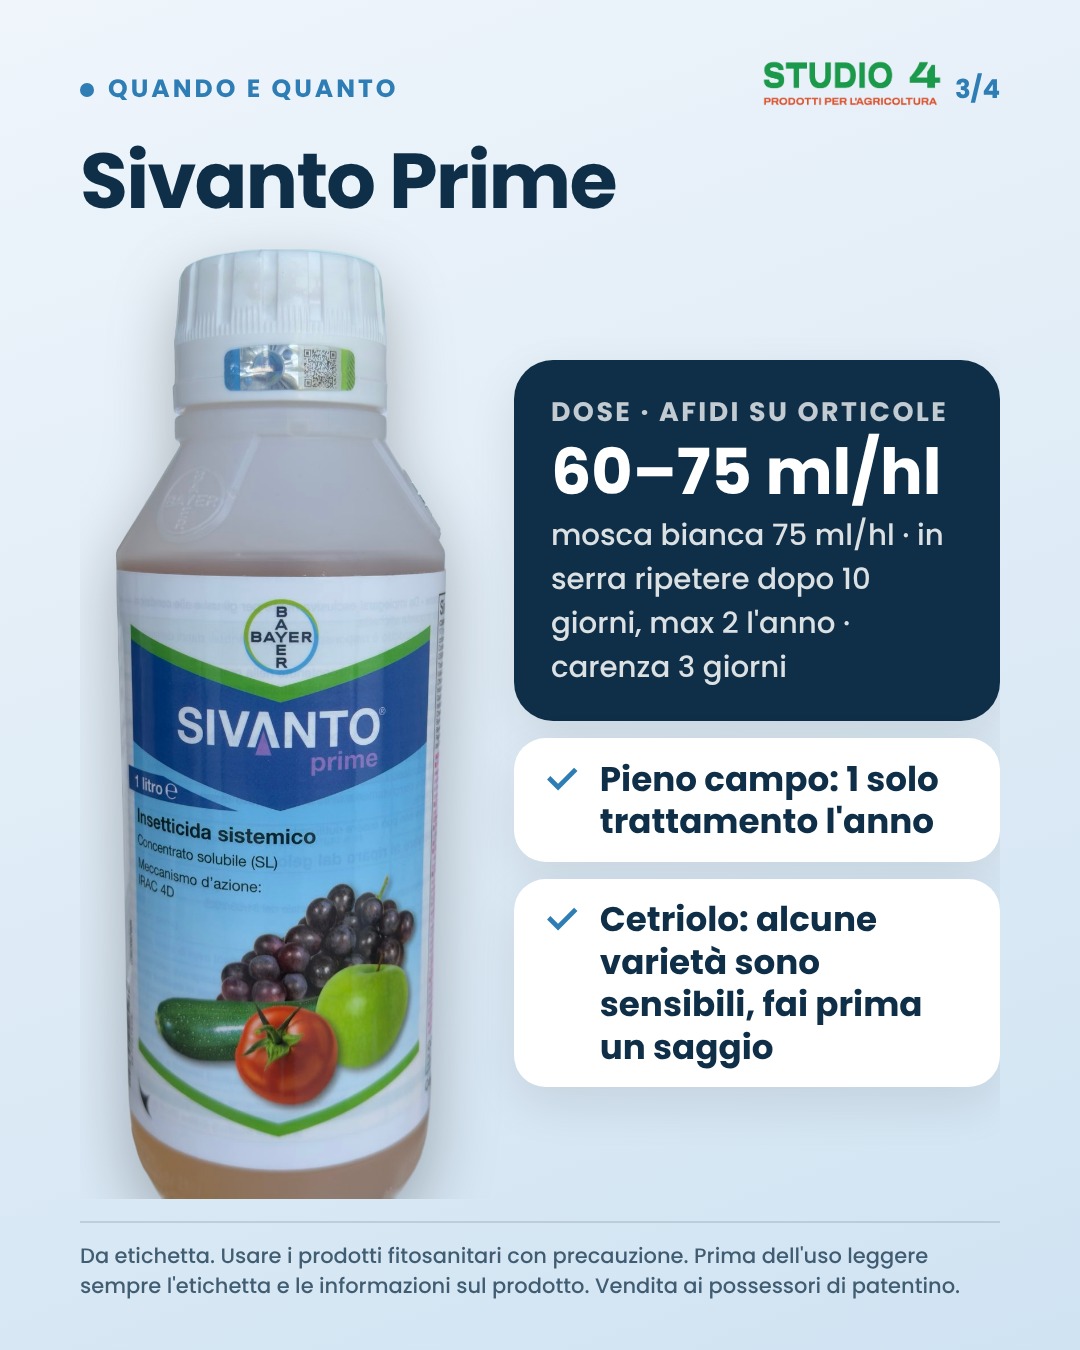 QUANDO E QUANTO
STUDIO 4
PRODOTTI PER L'AGRICOLTURA
3/4
Sivanto Prime
DOSE · AFIDI SU ORTICOLE
60–75 ml/hl
mosca bianca 75 ml/hl · in
serra ripetere dopo 10
giorni, max 2 l'anno ·
carenza 3 giorni
Pieno campo: 1 solo
trattamento l'anno
Cetriolo: alcune
varietà sono
sensibili, fai prima
un saggio
BAYER
BAYER
SIVANTO®
prime
1 litro e
Insetticida sistemico
Concentrato solubile (SL)
Meccanismo d'azione:
IRAC 4D
Da etichetta. Usare i prodotti fitosanitari con precauzione. Prima dell'uso leggere
sempre l'etichetta e le informazioni sul prodotto. Vendita ai possessori di patentino.